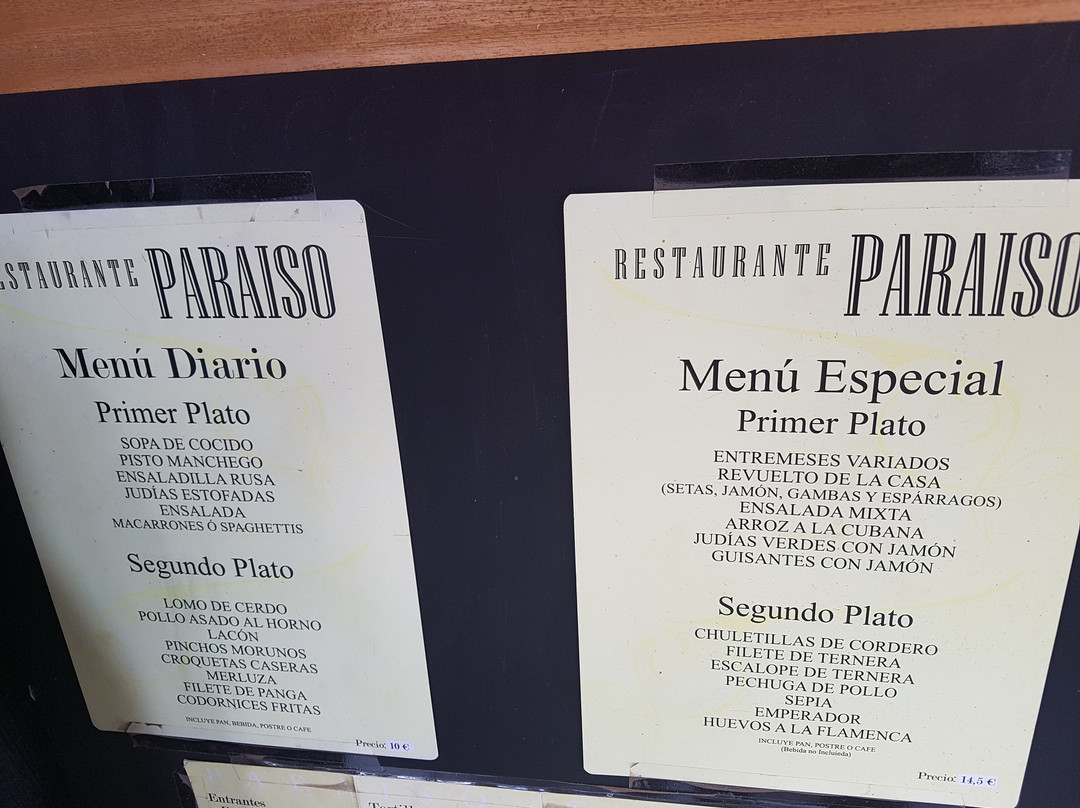 RESTAURANTE PARAISO
Menú Diario
Primer Plato
SOPA DE COCIDO
PISTO MANCHEGO
ENSALADILLA RUSA
JUDÍAS ESTOFADAS
ENSALADA
MACARRONES Ó SPAGHETTIS
Segundo Plato
LOMO DE CERDO
POLLO ASADO AL HORNO
LACÓN
PINCHOS MORUNOS
CROQUETAS CASERAS
MERLUZA
FILETE DE PANGA
CODORNICES FRITAS
INCLUYE PAN, BEBIDA, POSTRE O CAFE
Precio: 10 €
RESTAURANTE PARAISO
Menú Especial
Primer Plato
ENTREMESES VARIADOS
REVUELTO DE LA CASA
(SETAS, JAMÓN, GAMBAS Y ESPÁRRAGOS)
ENSALADA MIXTA
ARROZ A LA CUBANA
JUDÍAS VERDES CON JAMÓN
GUISANTES CON JAMÓN
Segundo Plato
CHULETILLAS DE CORDERO
FILETE DE TERNERA
ESCALOPE DE TERNERA
PECHUGA DE POLLO
SEPIA
EMPERADOR
HUEVOS A LA FLAMENCA
INCLUYE PAN, POSTRE O CAFE
(Bebida no Incluieda)
Precio: 14,5 €
Entrantes